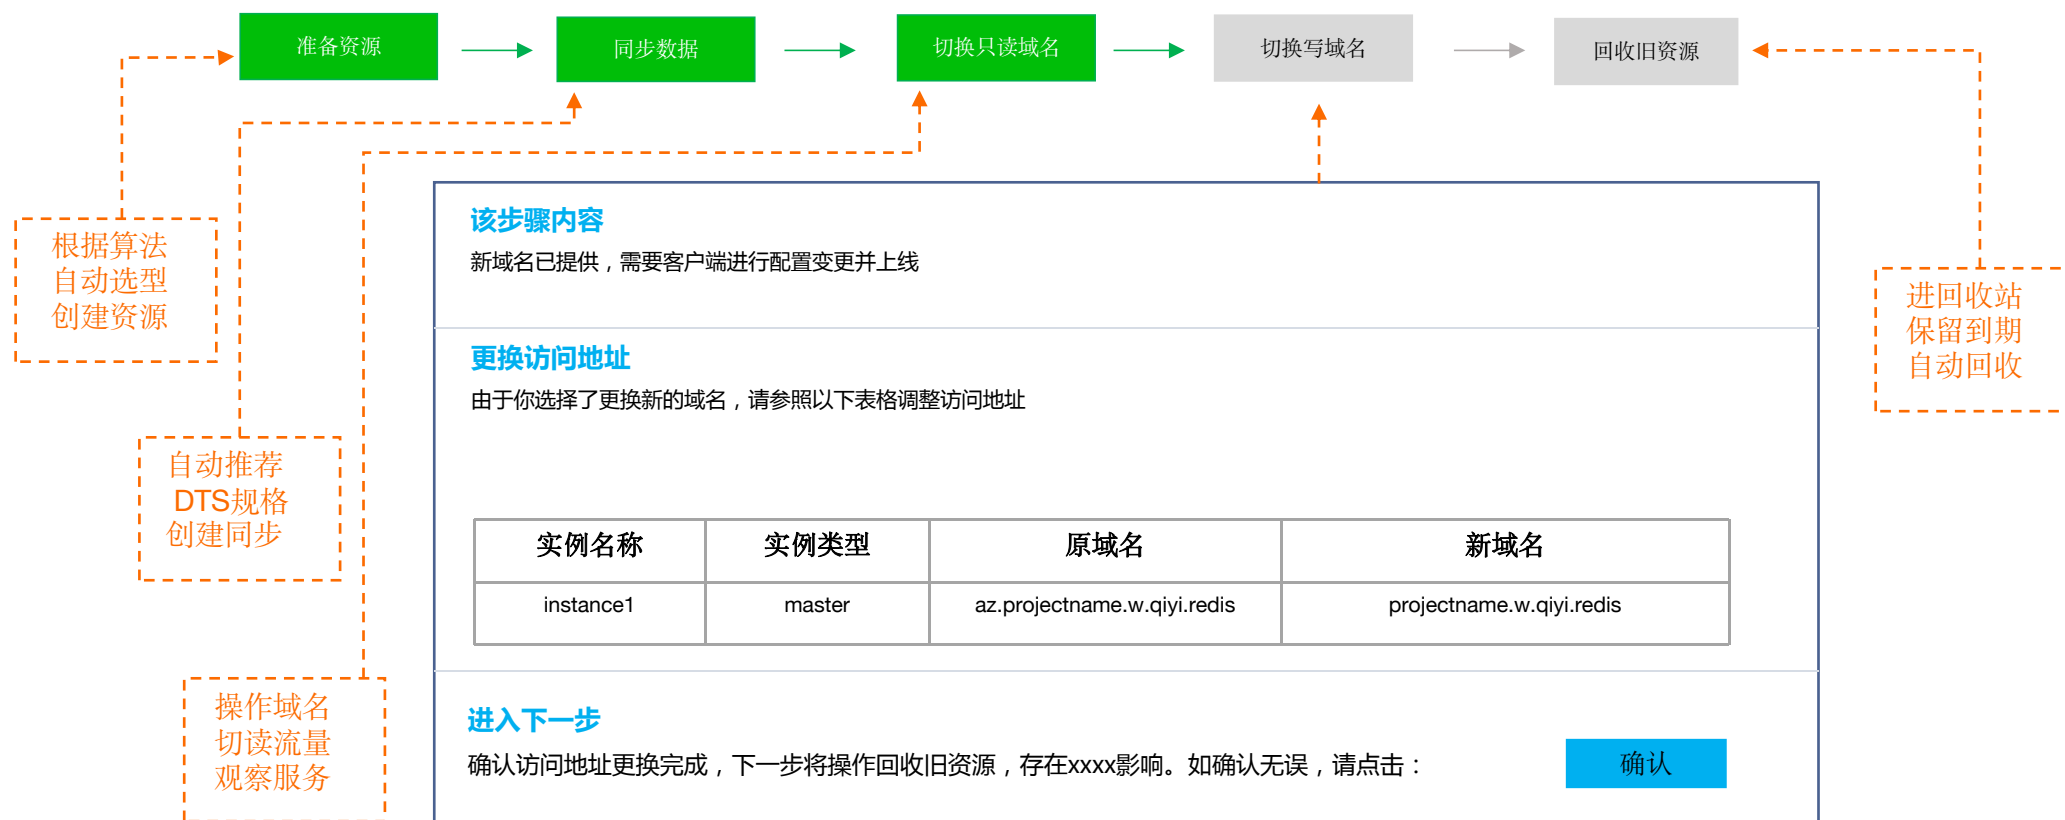 准备资源
同步数据
切换只读域名
切换写域名
回收旧资源
根据算法
自动选型
创建资源
自动推荐
DTS规格
创建同步
操作域名
切读流量
观察服务
进回收站
保留到期
自动回收
该步骤内容
新域名已提供，需要客户端进行配置变更并上线
更换访问地址
由于你选择了更换新的域名，请参照以下表格调整访问地址
实例名称 实例类型 原域名 新域名
instance1 master az.projectname.w.qiyi.redis projectname.w.qiyi.redis
进入下一步
确认访问地址更换完成，下一步将操作回收旧资源，存在xxxx影响。如确认无误，请点击：
确认